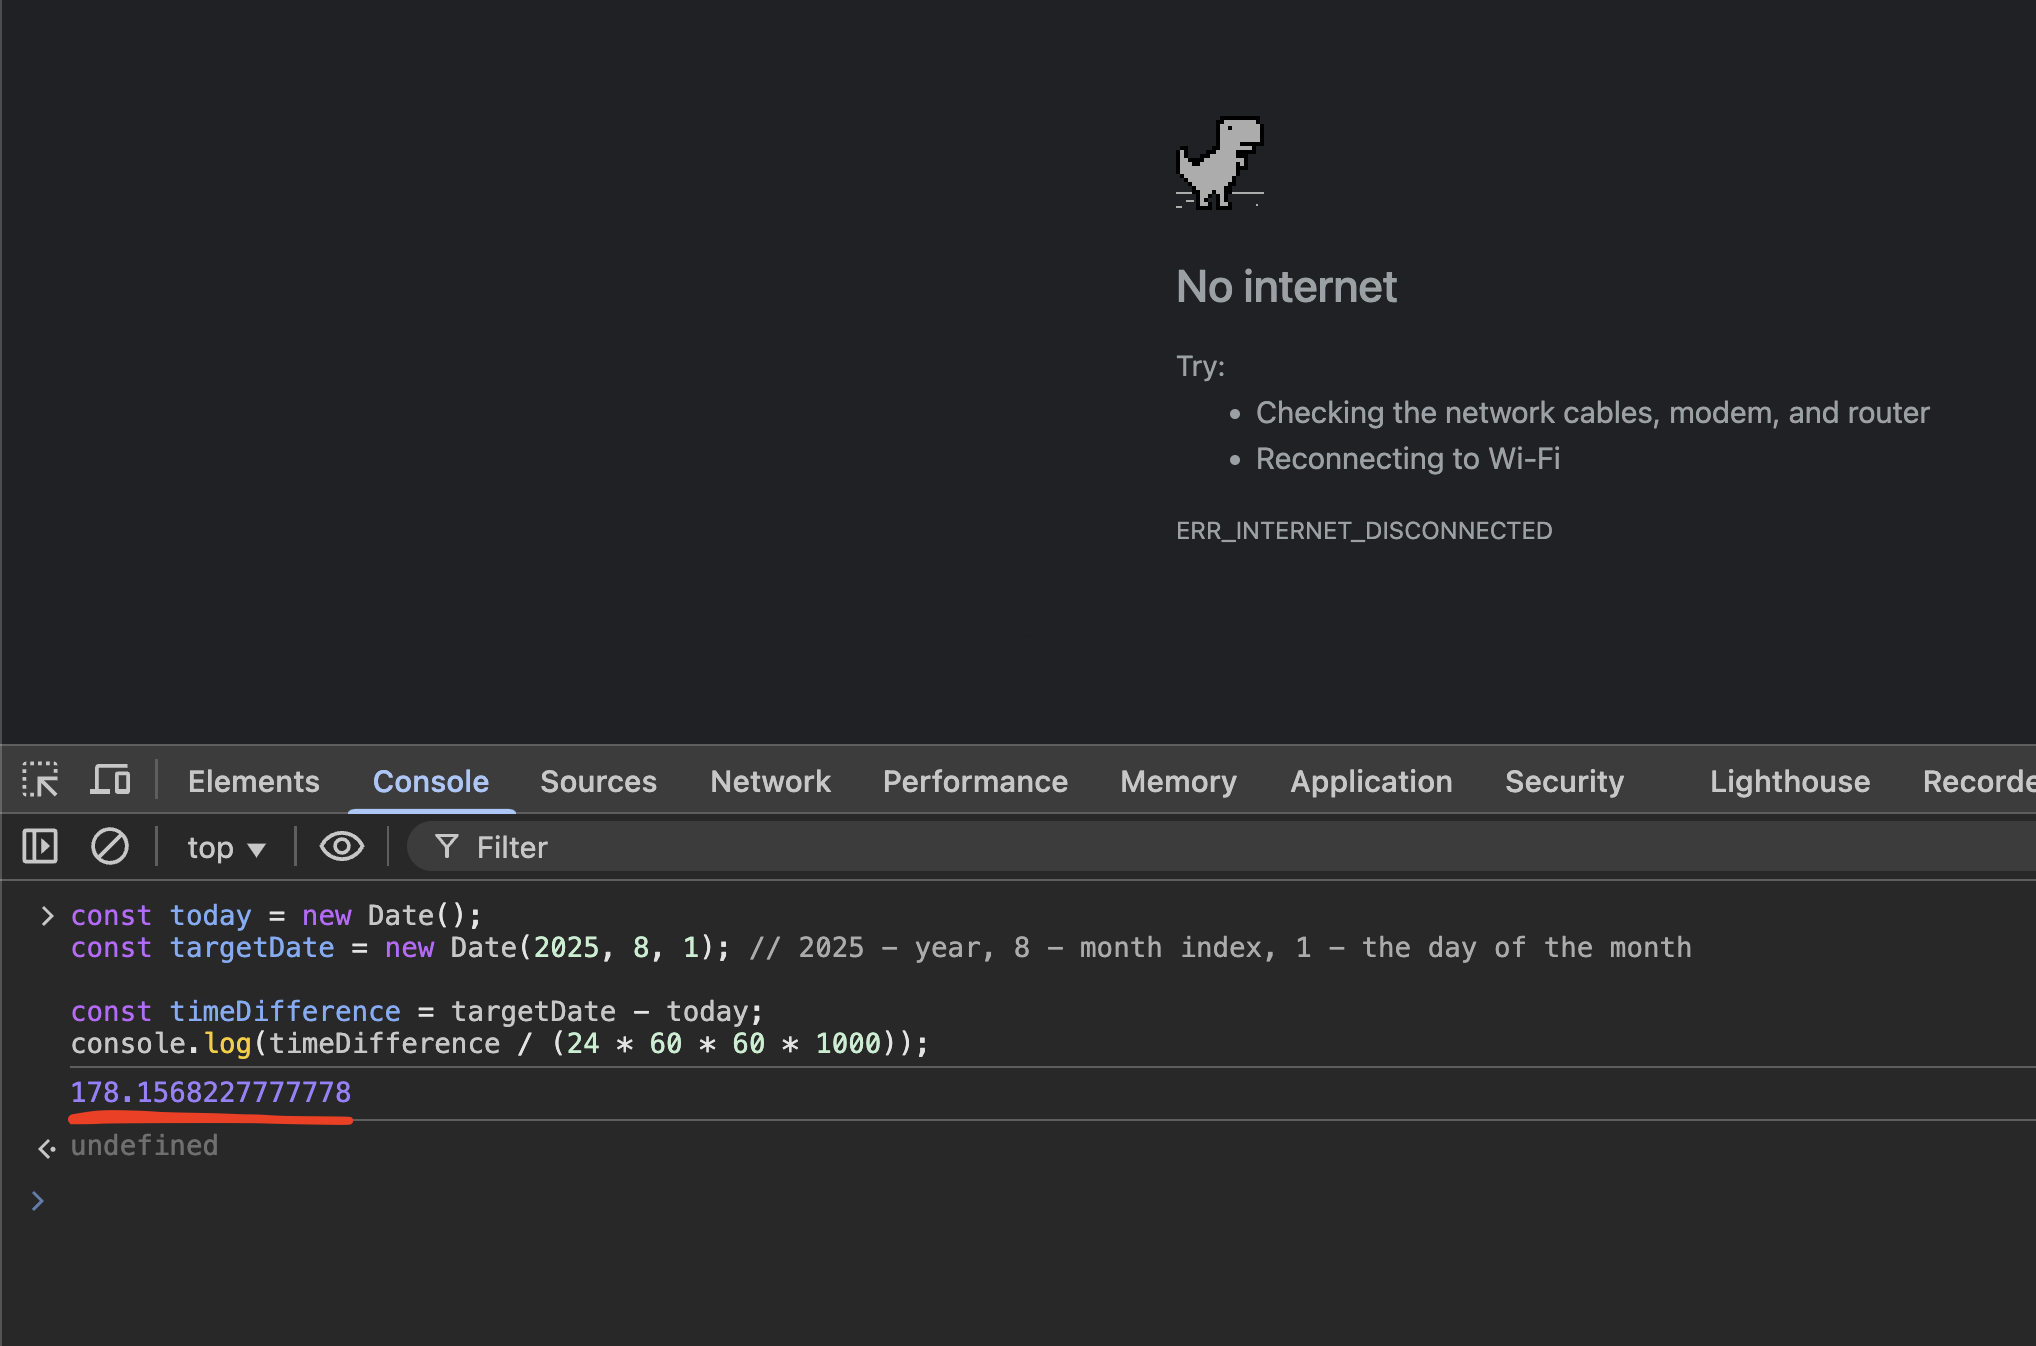 No internet
Try:
• Checking the network cables, modem, and router
• Reconnecting to Wi-Fi
ERR_INTERNET_DISCONNECTED
Elements Console Sources Network Performance Memory Application Security Lighthouse Recorde
top ▼ Filter
> const today = new Date();
const targetDate = new Date(2025, 8, 1); // 2025 - year, 8 - month index, 1 - the day of the month
const timeDifference = targetDate - today;
console.log(timeDifference / (24 * 60 * 60 * 1000));
178.1568227777778
undefined
>